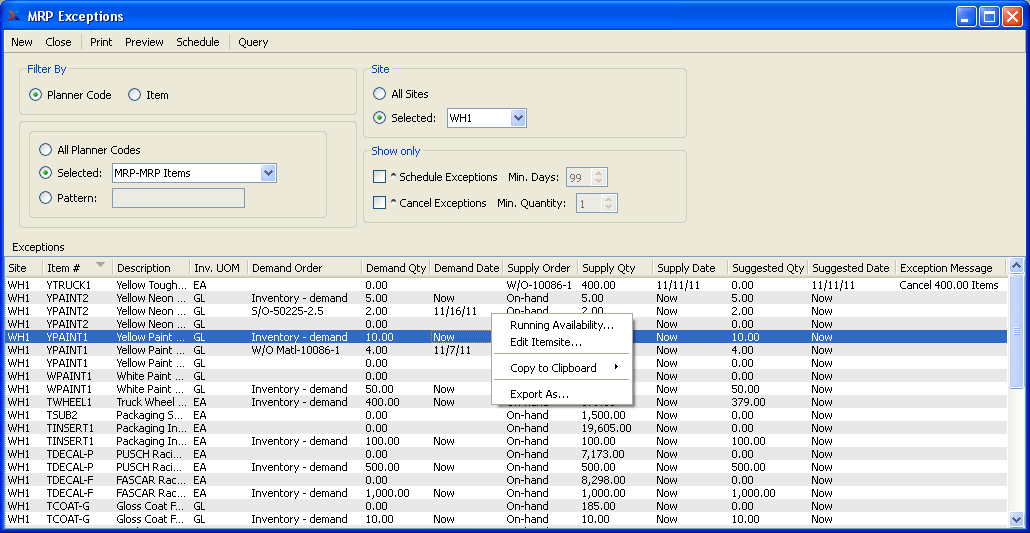 MRP Exceptions
New Close Print Preview Schedule Query
Filter By
Planner Code Item
All Planner Codes
Selected: MRP-MRP Items
Pattern:
Site
All Sites
Selected: WH1
Show only
^ Schedule Exceptions Min. Days: 99
^ Cancel Exceptions Min. Quantity: 1
Exceptions
Site Item # Description Inv. UOM Demand Order Demand Qty Demand Date Supply Order Supply Qty Supply Date Suggested Qty Suggested Date Exception Message
WH1 YTRUCK1 Yellow Tough... EA 0.00 W/O-10086-1 400.00 11/11/11 0.00 11/11/11 Cancel 400.00 Items
WH1 YPAINT2 Yellow Neon ... GL Inventory - demand 5.00 Now On-hand 5.00 Now 5.00 Now
WH1 YPAINT2 Yellow Neon ... GL S/O-50225-2.5 2.00 11/16/11 On-hand 2.00 Now 2.00 Now
WH1 YPAINT2 Yellow Neon ... GL 0.00 Now 0.00 Now
WH1 YPAINT1 Yellow Paint ... GL Inventory - demand 10.00 Now Now 10.00 Now
WH1 YPAINT1 Yellow Paint ... GL W/O Matl-10086-1 4.00 11/7/11 Now 4.00 Now
WH1 YPAINT1 Yellow Paint ... GL 0.00 Now 0.00 Now
WH1 WPAINT1 White Paint ... GL 0.00 Now 0.00 Now
WH1 WPAINT1 White Paint ... GL Inventory - demand 50.00 Now Now 50.00 Now
WH1 TWHEEL1 Truck Wheel ... EA Inventory - demand 400.00 Now Now 379.00 Now
WH1 TSUB2 Packaging S... EA 0.00 On-hand 1,500.00 Now 0.00 Now
WH1 TINSERT1 Packaging In... EA 0.00 On-hand 19,605.00 Now 0.00 Now
WH1 TINSERT1 Packaging In... EA Inventory - demand 100.00 Now On-hand 100.00 Now 100.00 Now
WH1 TDECAL-P PUSCH Raci... EA 0.00 On-hand 7,173.00 Now 0.00 Now
WH1 TDECAL-P PUSCH Raci... EA Inventory - demand 500.00 Now On-hand 500.00 Now 500.00 Now
WH1 TDECAL-F FASCAR Rac... EA 0.00 On-hand 8,298.00 Now 0.00 Now
WH1 TDECAL-F FASCAR Rac... EA Inventory - demand 1,000.00 Now On-hand 1,000.00 Now 1,000.00 Now
WH1 TCOAT-G Gloss Coat F... GL 0.00 On-hand 185.00 Now 0.00 Now
WH1 TCOAT-G Gloss Coat F... GL Inventory - demand 10.00 Now On-hand 10.00 Now 10.00 Now
Running Availability...
Edit Itemsite...
Copy to Clipboard
Export As...